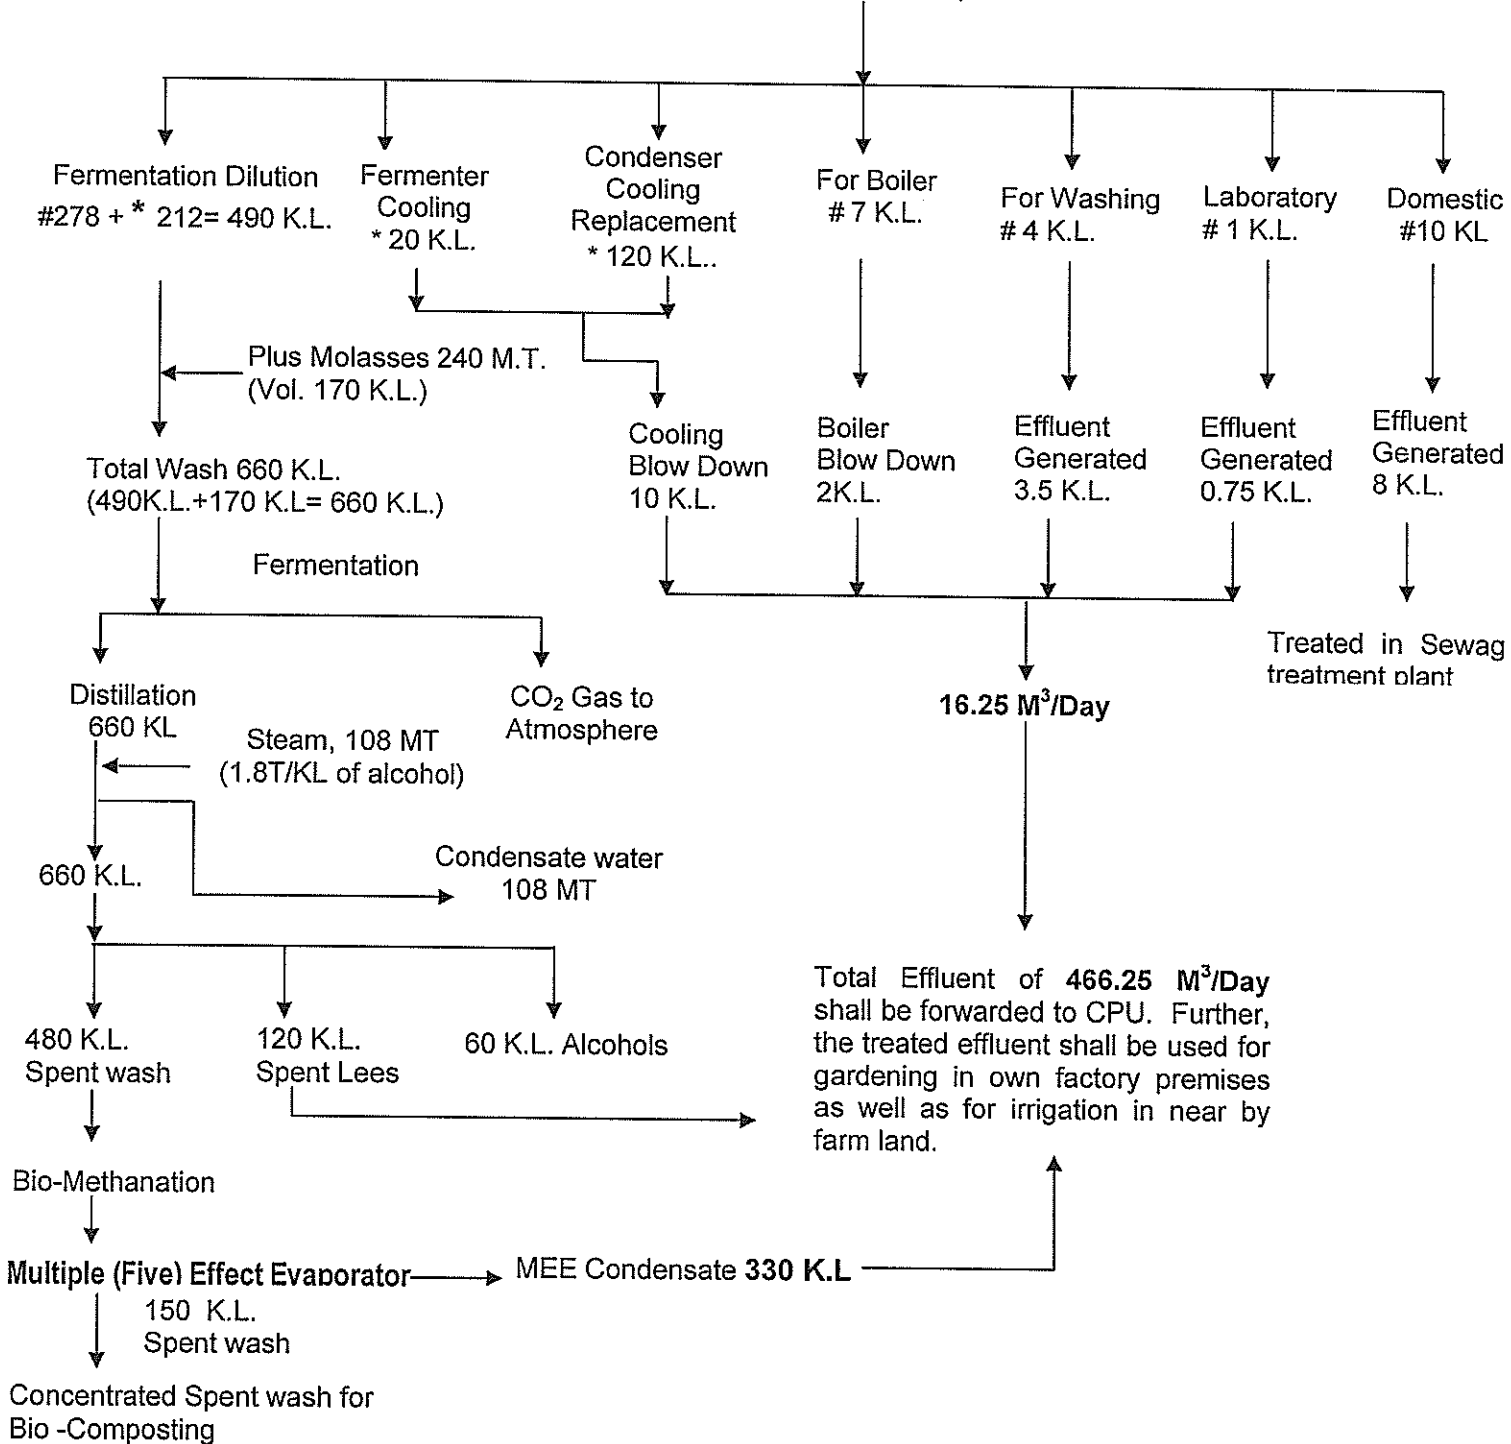 Fermentation Dilution
#278 + * 212= 490 K.L.
Fermenter
Cooling
* 20 K.L.
Condenser
Cooling
Replacement
* 120 K.L..
For Boiler
# 7 K.L.
For Washing
# 4 K.L.
Laboratory
# 1 K.L.
Domestic
#10 KL
Plus Molasses 240 M.T.
(Vol. 170 K.L.)
Total Wash 660 K.L.
(490K.L.+170 K.L= 660 K.L.)
Cooling
Blow Down
10 K.L.
Boiler
Blow Down
2K.L.
Effluent
Generated
3.5 K.L.
Effluent
Generated
0.75 K.L.
Effluent
Generated
8 K.L.
Fermentation
Distillation
660 KL
CO₂ Gas to
Atmosphere
16.25 M³/Day
Treated in Sewag
treatment plant
Steam, 108 MT
(1.8T/KL of alcohol)
660 K.L.
Condensate water
108 MT
480 K.L.
Spent wash
120 K.L.
Spent Lees
60 K.L. Alcohols
Total Effluent of 466.25 M³/Day
shall be forwarded to CPU. Further,
the treated effluent shall be used for
gardening in own factory premises
as well as for irrigation in near by
farm land.
Bio-Methanation
Multiple (Five) Effect Evaporator
MEE Condensate 330 K.L
150 K.L.
Spent wash
Concentrated Spent wash for
Bio -Composting